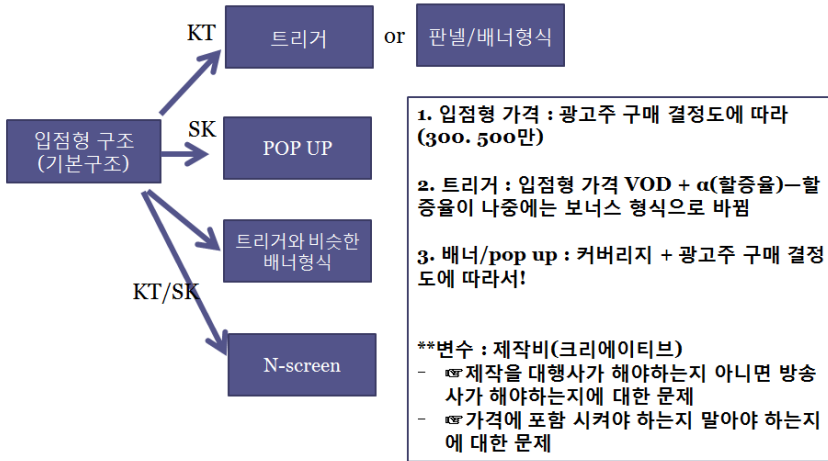 KT
트리거
or
판넬/배너형식
입점형 구조
(기본구조)
SK
POP UP
트리거와 비슷한
배너형식
KT/SK
N-screen
1. 입점형 가격 : 광고주 구매 결정도에 따라
(300. 500만)
2. 트리거 : 입점형 가격 VOD + α(할증율)—할
증율이 나중에는 보너스 형식으로 바뀜
3. 배너/pop up : 커버리지 + 광고주 구매 결정
도에 따라서!
**변수 : 제작비(크리에이티브)
- ☞제작을 대행사가 해야하는지 아니면 방송
사가 해야하는지에 대한 문제
- ☞가격에 포함 시켜야 하는지 말아야 하는지
에 대한 문제